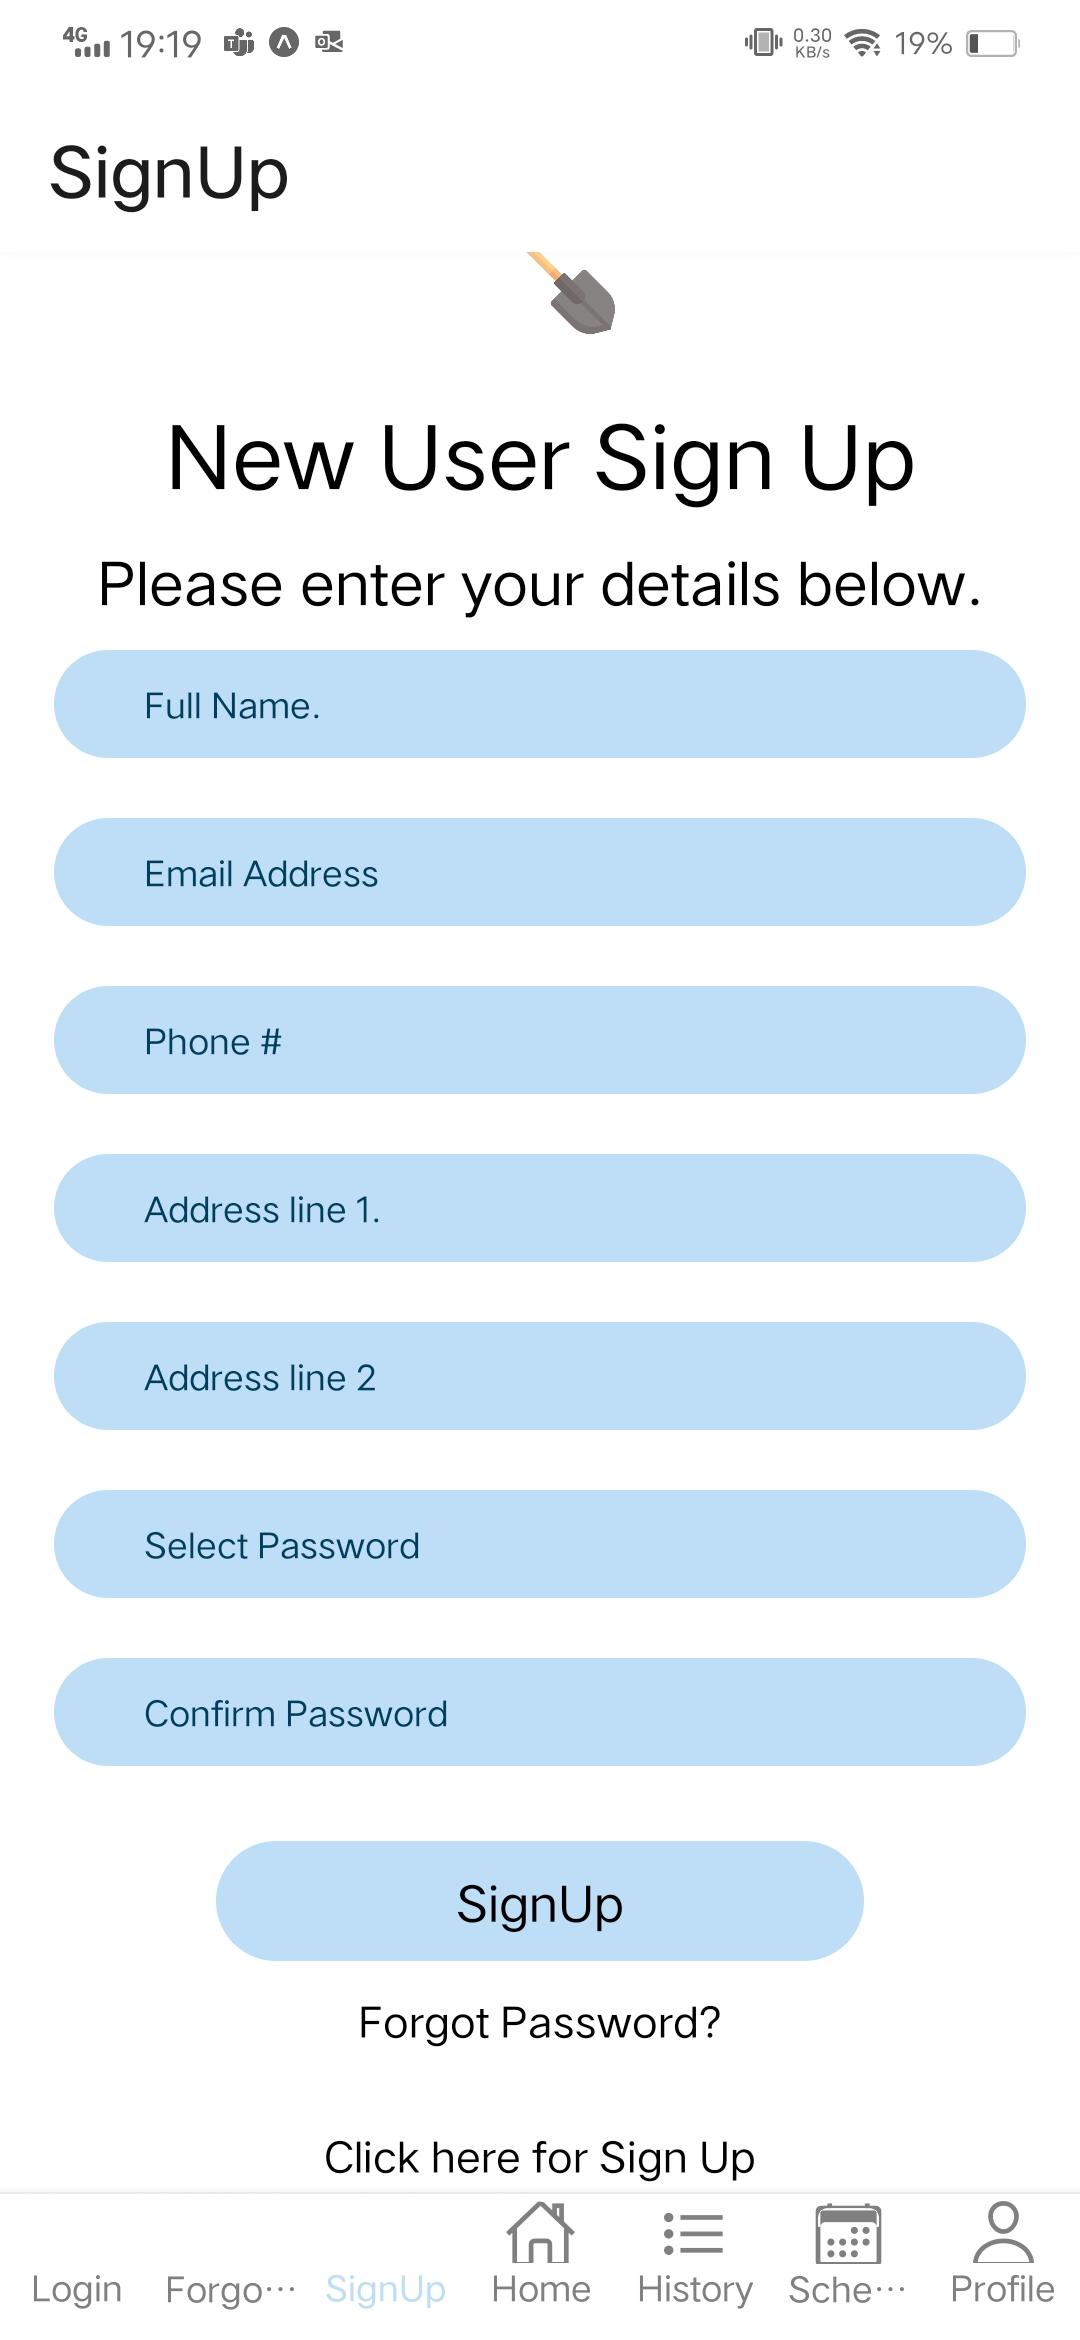 4G 19:19 0.30 KB/s 19%
SignUp
New User Sign Up
Please enter your details below.
Full Name.
Email Address
Phone #
Address line 1.
Address line 2
Select Password
Confirm Password
SignUp
Forgot Password?
Click here for Sign Up
Login Forgo··· SignUp Home History Sche··· Profile